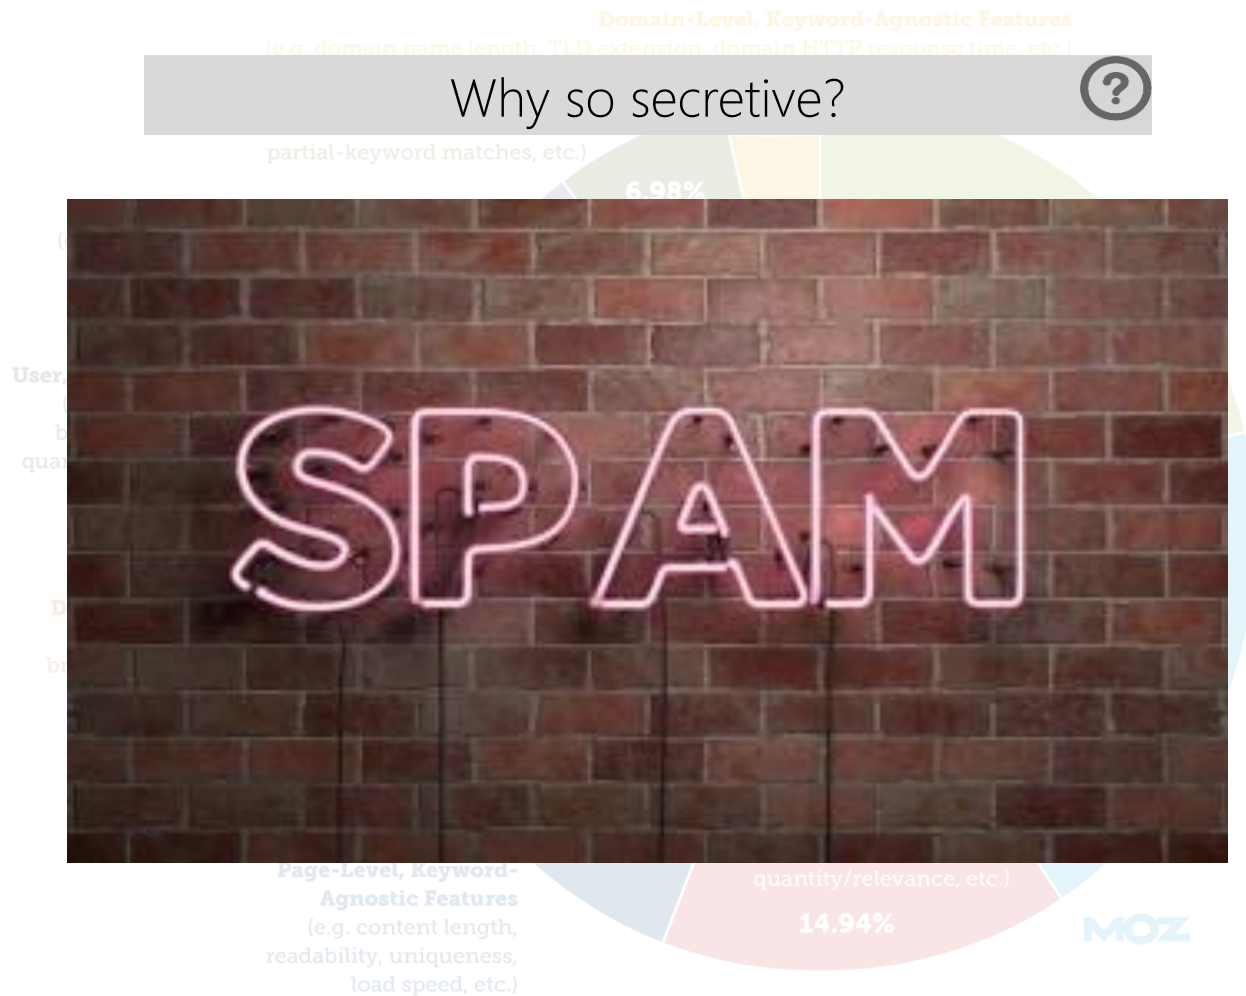 Domain-Level, Keyword-Agnostic Features
(e.g. domain name length, TLD extension, domain HTTP response time, etc.)
Why so secretive?
?
partial-keyword matches, etc.)
6.98%
User,
SPAM
Page-Level, Keyword-
Agnostic Features
(e.g. content length,
readability, uniqueness,
load speed, etc.)
quantity/relevance, etc.)
14.94%
MOZ